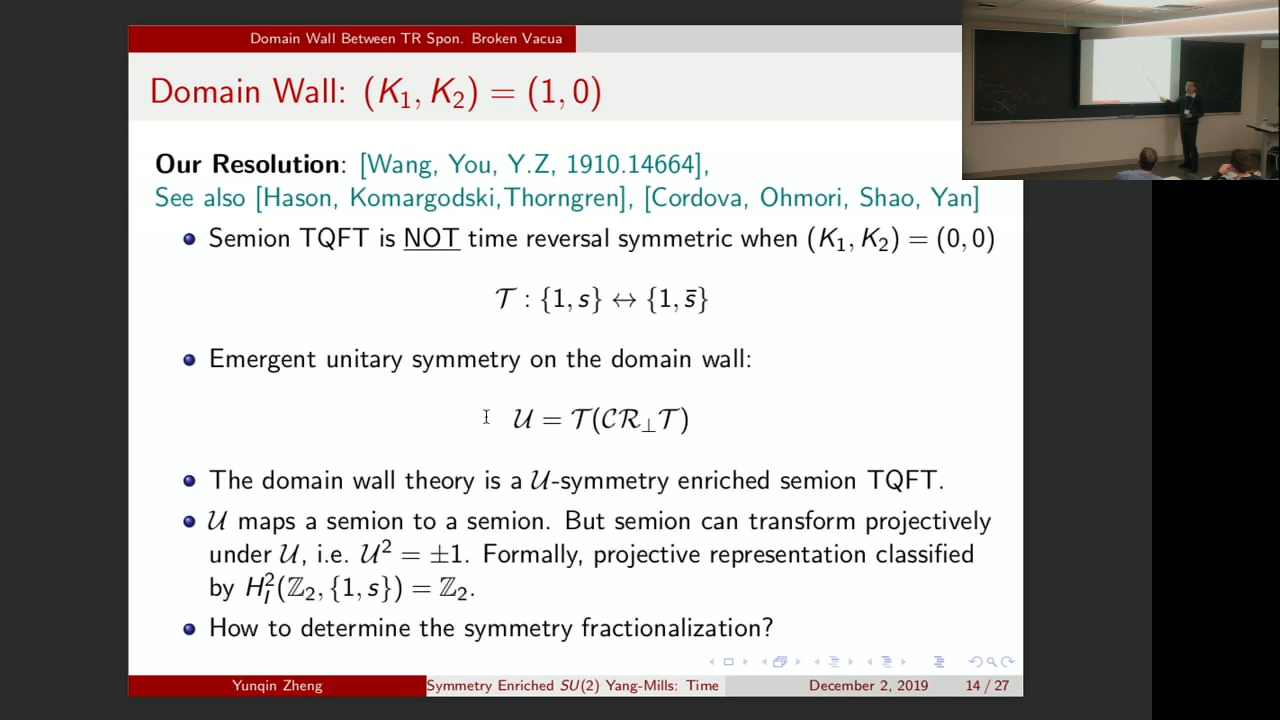 Domain Wall Between TR Spon. Broken Vacua
Domain Wall: (K₁, K₂) = (1, 0)
Our Resolution: [Wang, You, Y.Z, 1910.14664],
See also [Hason, Komargodski,Thorngren], [Cordova, Ohmori, Shao, Yan]
Semion TQFT is NOT time reversal symmetric when (K₁, K₂) = (0, 0)
𝒯 : {1, s} ↔ {1, s̄}
Emergent unitary symmetry on the domain wall:
𝒰 = 𝒯(𝒞ℛ⊥𝒯)
The domain wall theory is a 𝒰-symmetry enriched semion TQFT.
𝒰 maps a semion to a semion. But semion can transform projectively
under 𝒰, i.e. 𝒰² = ±1. Formally, projective representation classified
by H²_I(ℤ₂, {1, s}) = ℤ₂.
How to determine the symmetry fractionalization?
Yunqin Zheng Symmetry Enriched SU(2) Yang-Mills: Time December 2, 2019 14 / 27